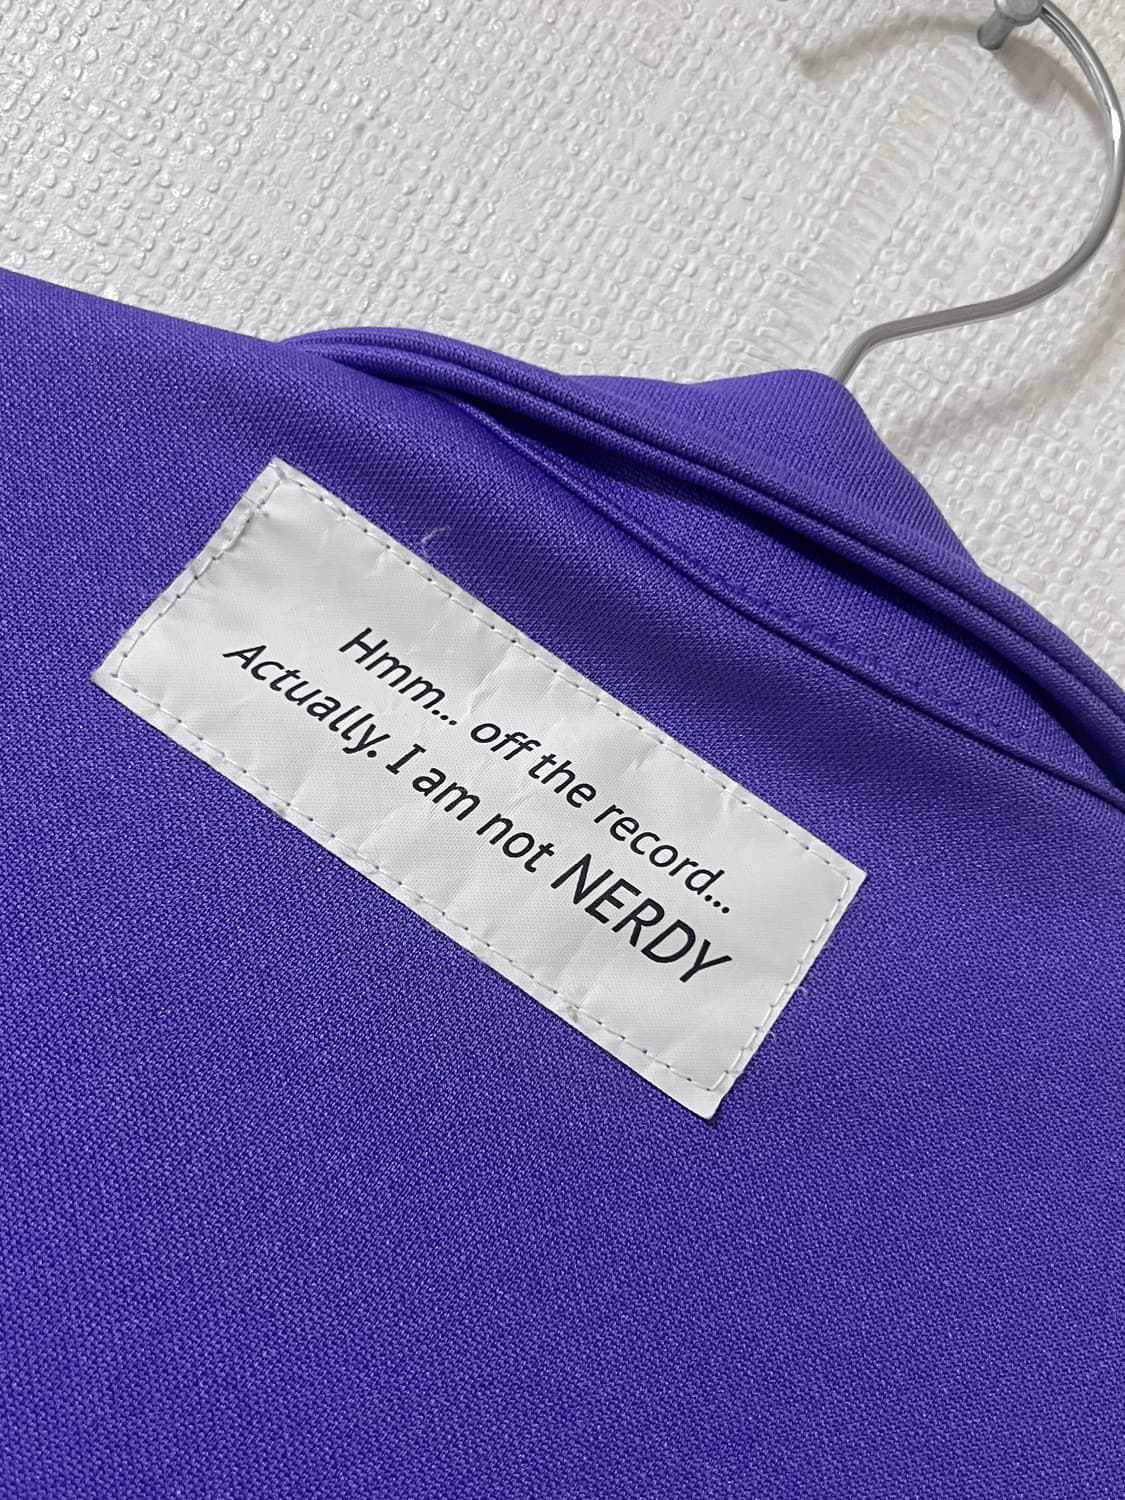 Hmm... off the record...
Actually. I am not NERDY